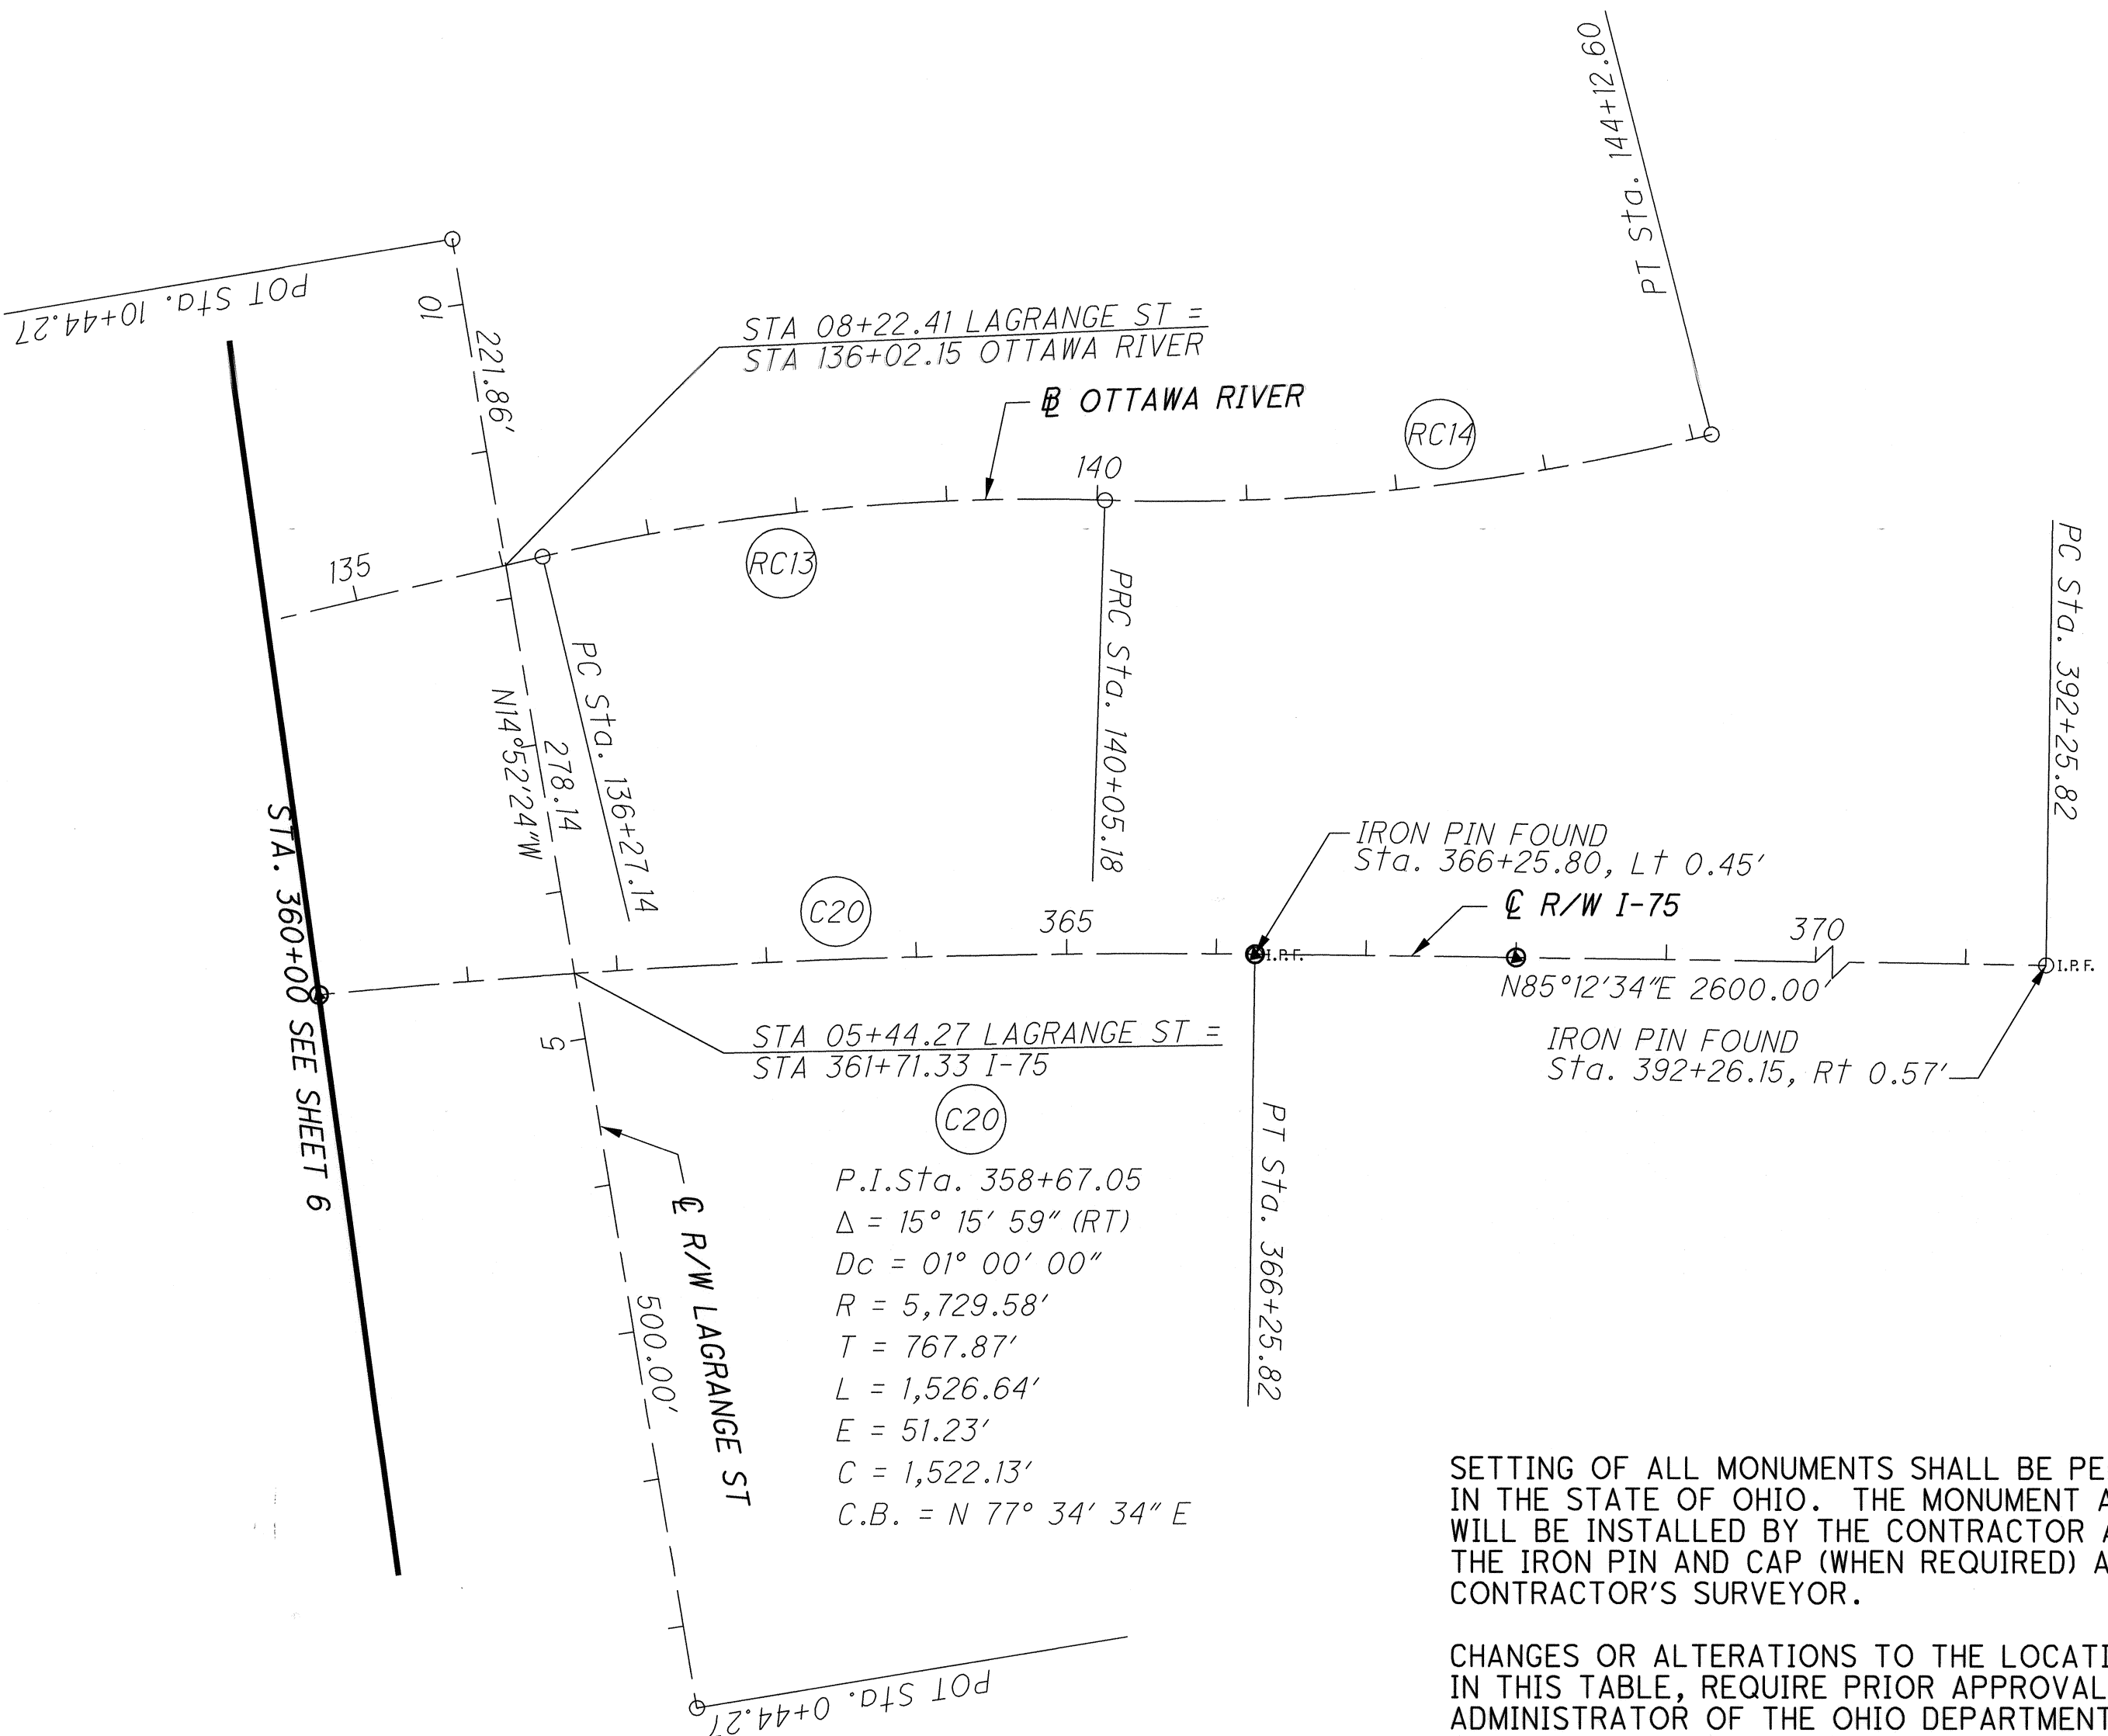 PT Sta. 144+12.60
POT Sta. 10+44.27
10
221.86'
STA 08+22.41 LAGRANGE ST =
STA 136+02.15 OTTAWA RIVER
BL OTTAWA RIVER
RC14
140
RC13
135
PC Sta. 136+27.14
PRC Sta. 140+05.18
PC Sta. 392+25.82
N14°52'24"W
278.14
IRON PIN FOUND
Sta. 366+25.80, Lt 0.45'
CL R/W I-75
C20
365
370
I.P.F.
I.P.F.
N85°12'34"E 2600.00'
STA. 360+00 SEE SHEET 6
5
STA 05+44.27 LAGRANGE ST =
STA 361+71.33 I-75
IRON PIN FOUND
Sta. 392+26.15, Rt 0.57'
PT Sta. 366+25.82
CL R/W LAGRANGE ST
500.00'
C20
P.I.Sta. 358+67.05
Δ = 15° 15' 59" (RT)
Dc = 01° 00' 00"
R = 5,729.58'
T = 767.87'
L = 1,526.64'
E = 51.23'
C = 1,522.13'
C.B. = N 77° 34' 34" E
POT Sta. 0+44.27
SETTING OF ALL MONUMENTS SHALL BE PE
IN THE STATE OF OHIO. THE MONUMENT A
WILL BE INSTALLED BY THE CONTRACTOR A
THE IRON PIN AND CAP (WHEN REQUIRED) A
CONTRACTOR'S SURVEYOR.
CHANGES OR ALTERATIONS TO THE LOCATI
IN THIS TABLE, REQUIRE PRIOR APPROVAL
ADMINISTRATOR OF THE OHIO DEPARTMENT